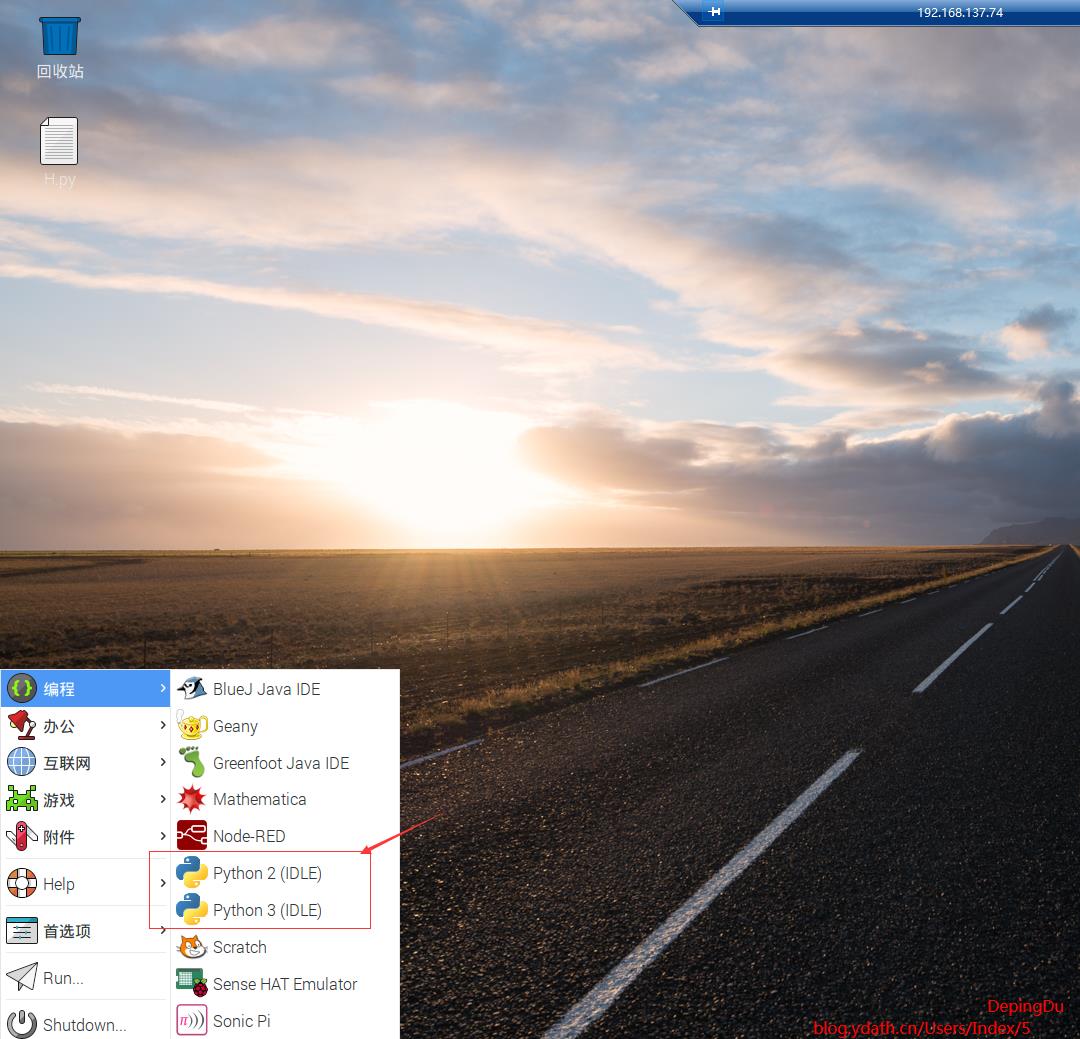 192.168.137.74
回收站
H.py
编程
办公
互联网
游戏
附件
Help
首选项
Run...
Shutdown...
BlueJ Java IDE
Geany
Greenfoot Java IDE
Mathematica
Node-RED
Python 2 (IDLE)
Python 3 (IDLE)
Scratch
Sense HAT Emulator
Sonic Pi
DepingDu
blog.ydath.cn/Users/Index/5